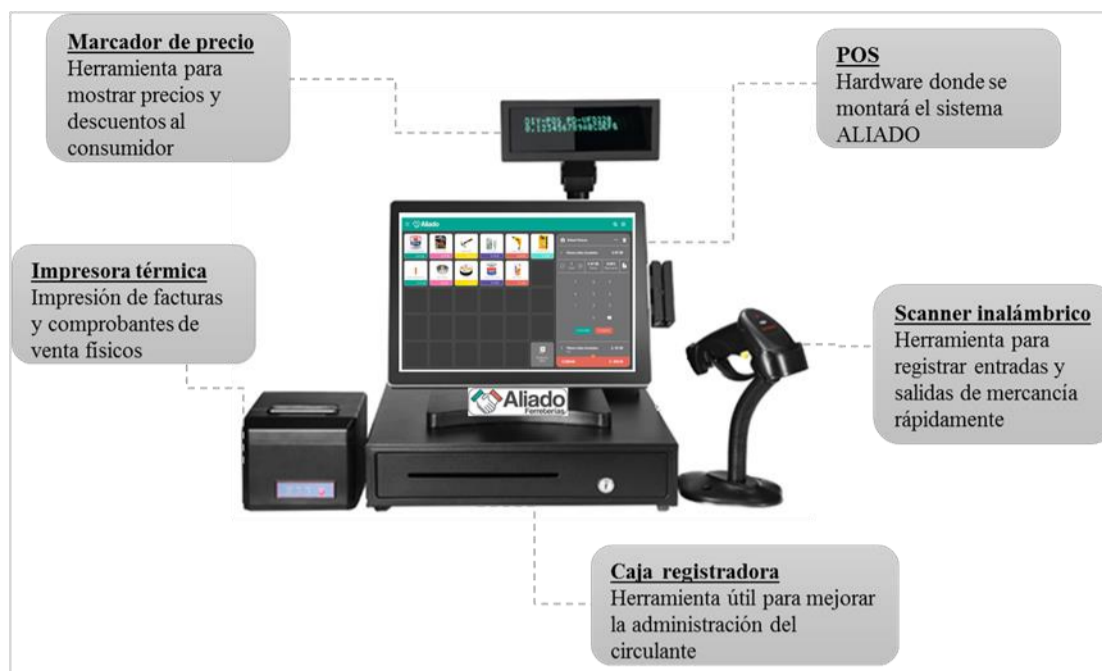 Marcador de precio
Herramienta para
mostrar precios y
descuentos al
consumidor
POS
Hardware donde se
montará el sistema
ALIADO
Aliado
Impresora térmica
Impresión de facturas
y comprobantes de
venta físicos
Scanner inalámbrico
Herramienta para
registrar entradas y
salidas de mercancía
rápidamente
Aliado
Ferreterías
Caja registradora
Herramienta útil para mejorar
la administración del
circulante